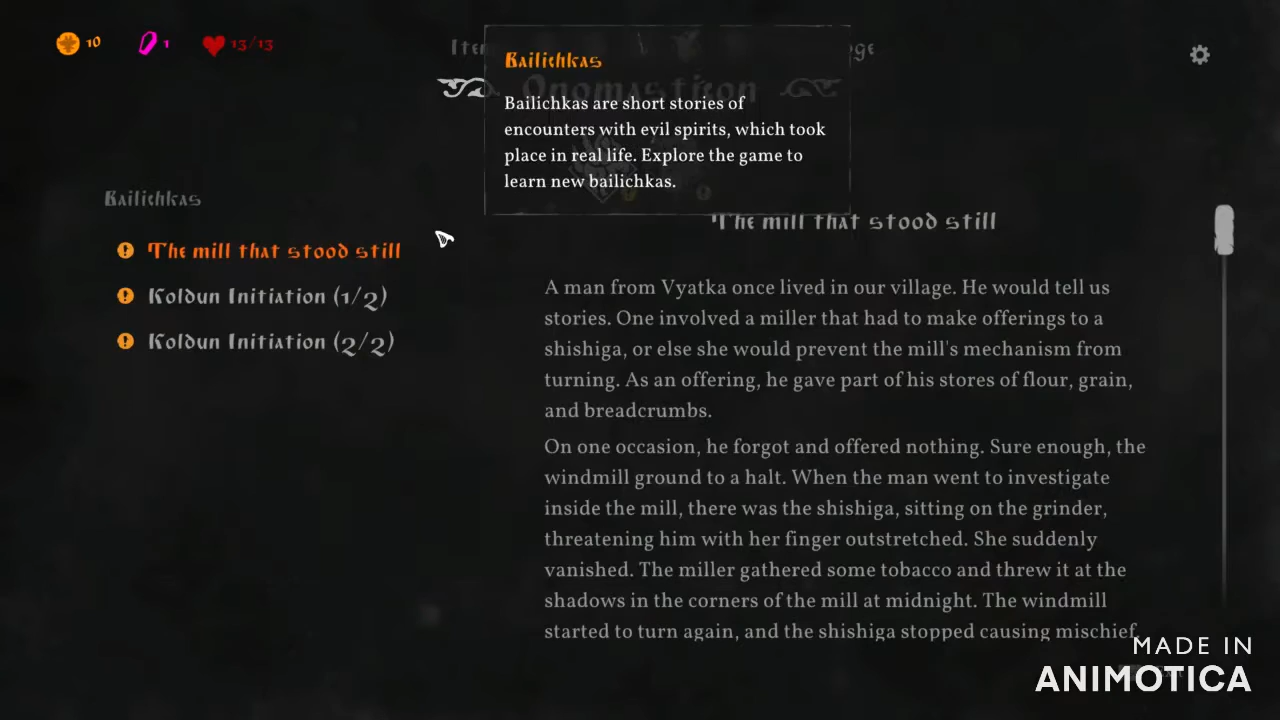 10
1
13/13
Bailichkas
Bailichkas are short stories of
encounters with evil spirits, which took
place in real life. Explore the game to
learn new bailichkas.
Onomasticon
Bailichkas
The mill that stood still
Koldun Initiation (1/2)
Koldun Initiation (2/2)
The mill that stood still
A man from Vyatka once lived in our village. He would tell us
stories. One involved a miller that had to make offerings to a
shishiga, or else she would prevent the mill's mechanism from
turning. As an offering, he gave part of his stores of flour, grain,
and breadcrumbs.
On one occasion, he forgot and offered nothing. Sure enough, the
windmill ground to a halt. When the man went to investigate
inside the mill, there was the shishiga, sitting on the grinder,
threatening him with her finger outstretched. She suddenly
vanished. The miller gathered some tobacco and threw it at the
shadows in the corners of the mill at midnight. The windmill
started to turn again, and the shishiga stopped causing mischief.
MADE IN
ANIMOTICA